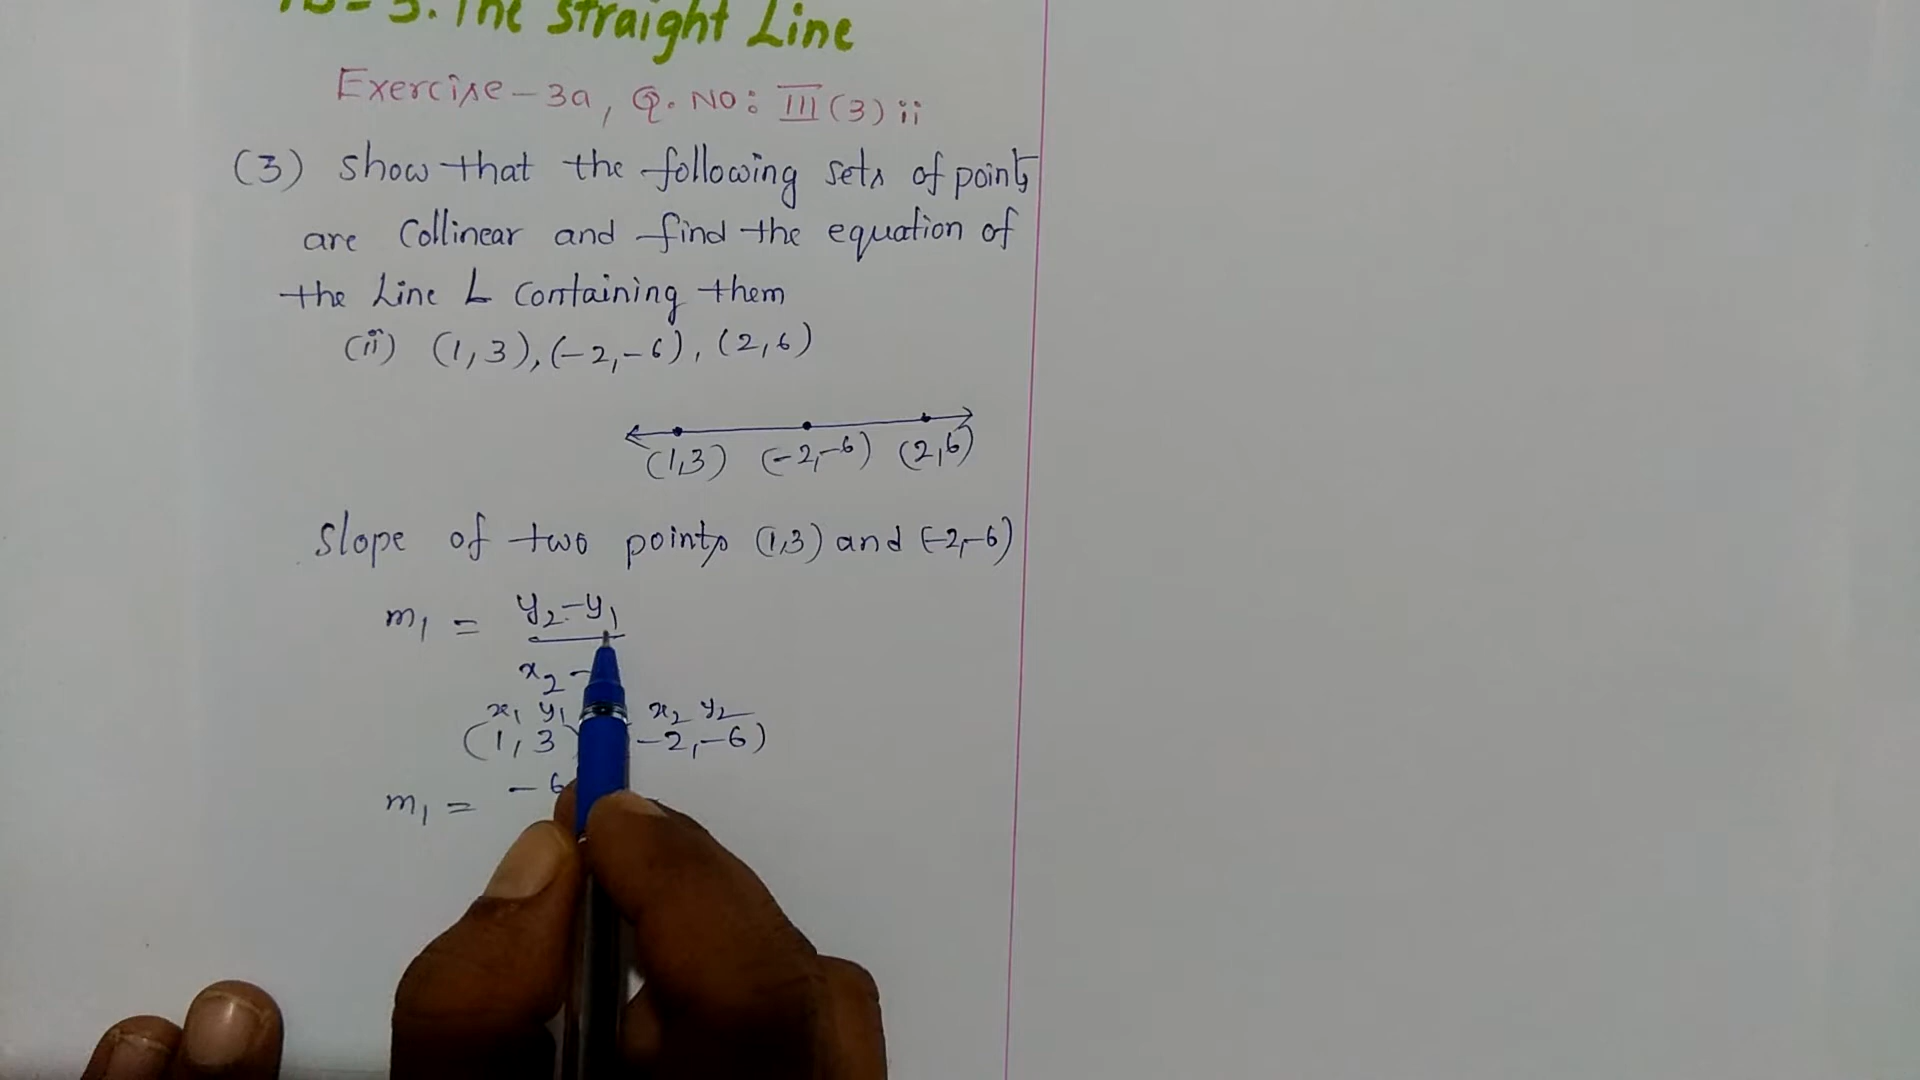 3. The Straight Line
Exercise - 3a, Q. NO: III (3) ii
(3) Show that the following sets of points
are Collinear and find the equation of
the Line L Containing them
(ii) (1, 3), (-2, -6), (2, 6)
(1,3) (-2,-6) (2,6)
Slope of two points (1,3) and (-2,-6)
m₁ = y₂-y₁
x₂ -
x₁ y₁ x₂ y₂
(1, 3 -2, -6)
m₁ = - 6